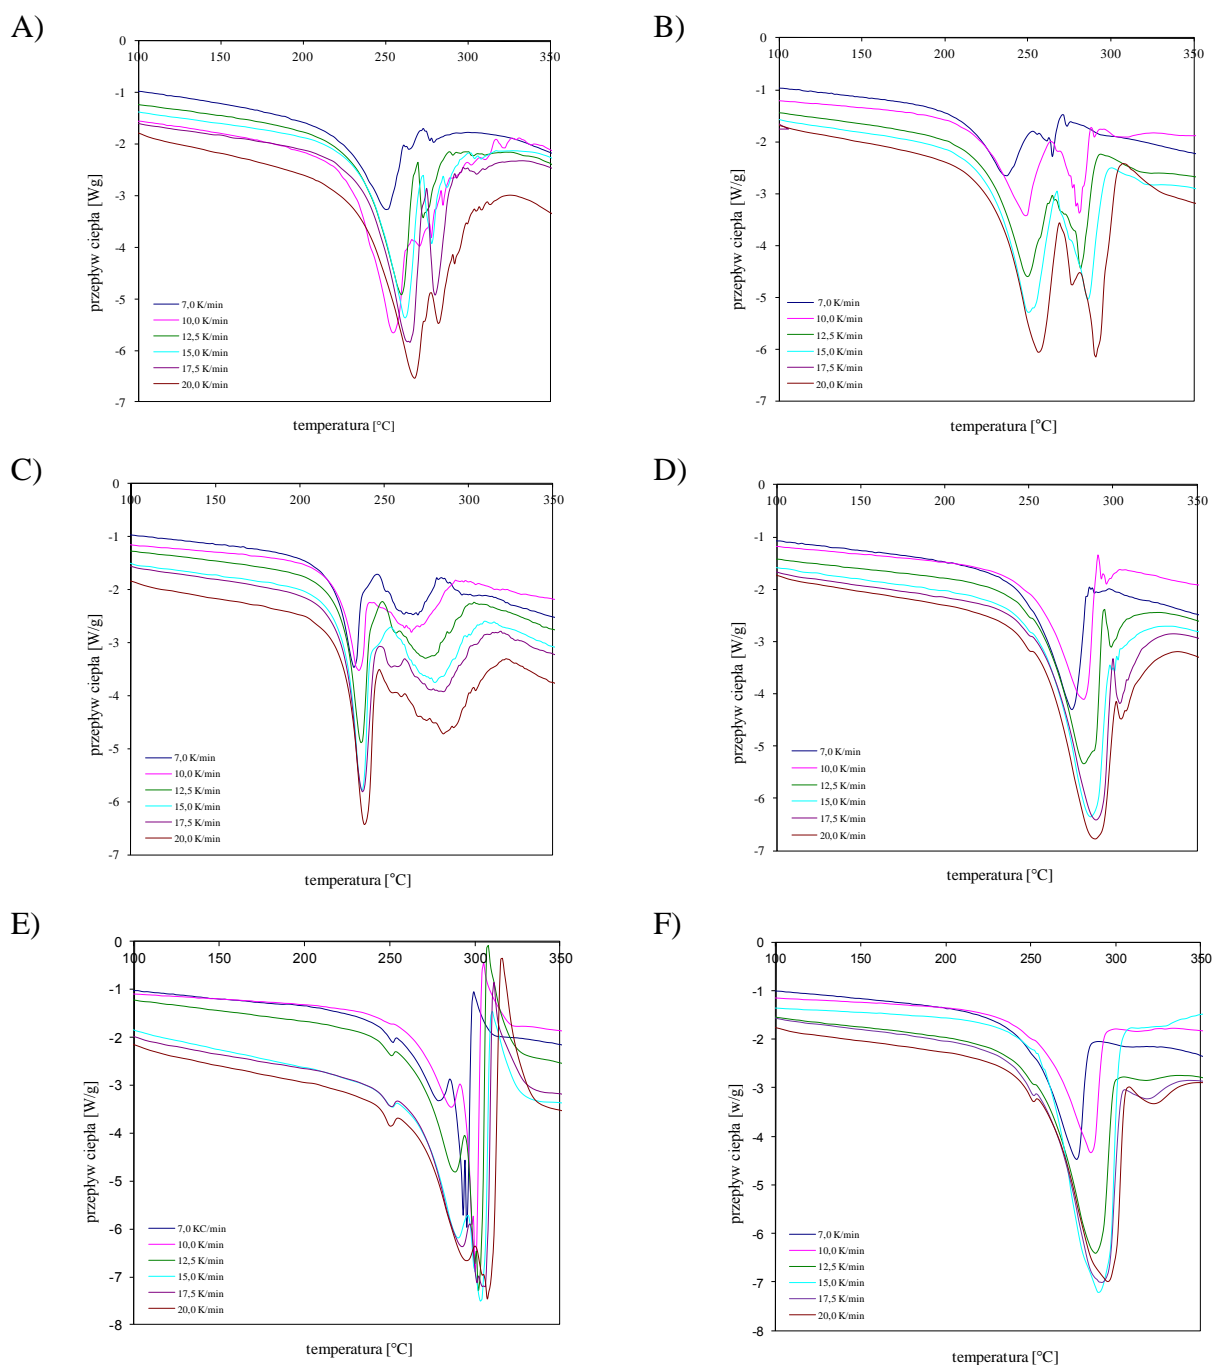 A)
0
100 150 200 250 300 350
-1
-2
-3
-4
-5
-6
-7
przepływ ciepła [Wg]
7,0 K/min
10,0 K/min
12,5 K/min
15,0 K/min
17,5 K/min
20,0 K/min
temperatura [°C]
B)
0
100 150 200 250 300 350
-1
-2
-3
-4
-5
-6
-7
przepływ ciepła [W/g]
7,0 K/min
10,0 K/min
12,5 K/min
15,0 K/min
17,5 K/min
20,0 K/min
temperatura [°C]
C)
0
100 150 200 250 300 350
-1
-2
-3
-4
-5
-6
-7
przepływ ciepła [W/g]
7,0 K/min
10,0 K/min
12,5 K/min
15,0 K/min
17,5 K/min
20,0 K/min
temperatura [°C]
D)
0
100 150 200 250 300 350
-1
-2
-3
-4
-5
-6
-7
przepływ ciepła [W/g]
7,0 K/min
10,0 K/min
12,5 K/min
15,0 K/min
17,5 K/min
20,0 K/min
temperatura [°C]
E)
0
100 150 200 250 300 350
-1
-2
-3
-4
-5
-6
-7
-8
przepływ ciepła [W/g]
7,0 KC/min
10,0 K/min
12,5 K/min
15,0 K/min
17,5 K/min
20,0 K/min
temperatura [°C]
F)
0
100 150 200 250 300 350
-1
-2
-3
-4
-5
-6
-7
-8
przepływ ciepła [w/g]
7,0 K/min
10,0 K/min
12,5 K/min
15,0 K/min
17,5 K/min
20,0 K/min
temperatura [°C]